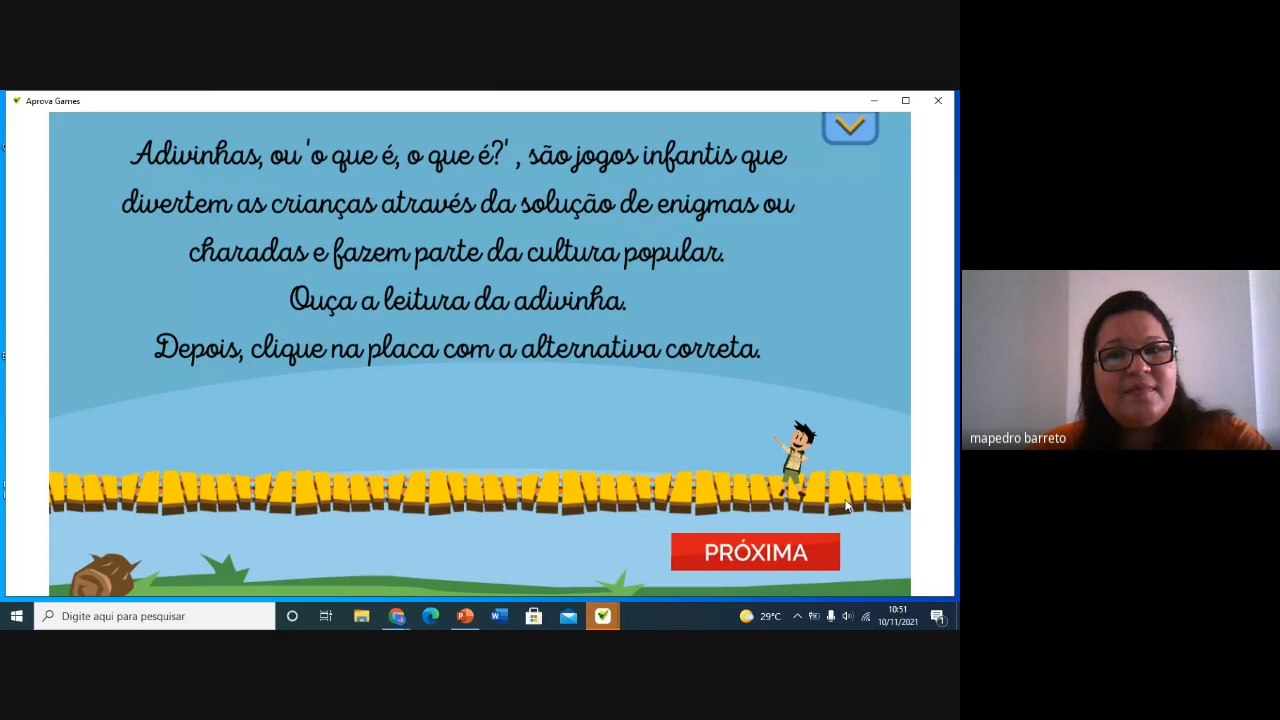 Aprova Games
Adivinhas, ou 'o que é, o que é?', são jogos infantis que
divertem as crianças através da solução de enigmas ou
charadas e fazem parte da cultura popular.
Ouça a leitura da adivinha.
Depois, clique na placa com a alternativa correta.
PRÓXIMA
mapedro barreto
Digite aqui para pesquisar
29°C
10:51
10/11/2021
1